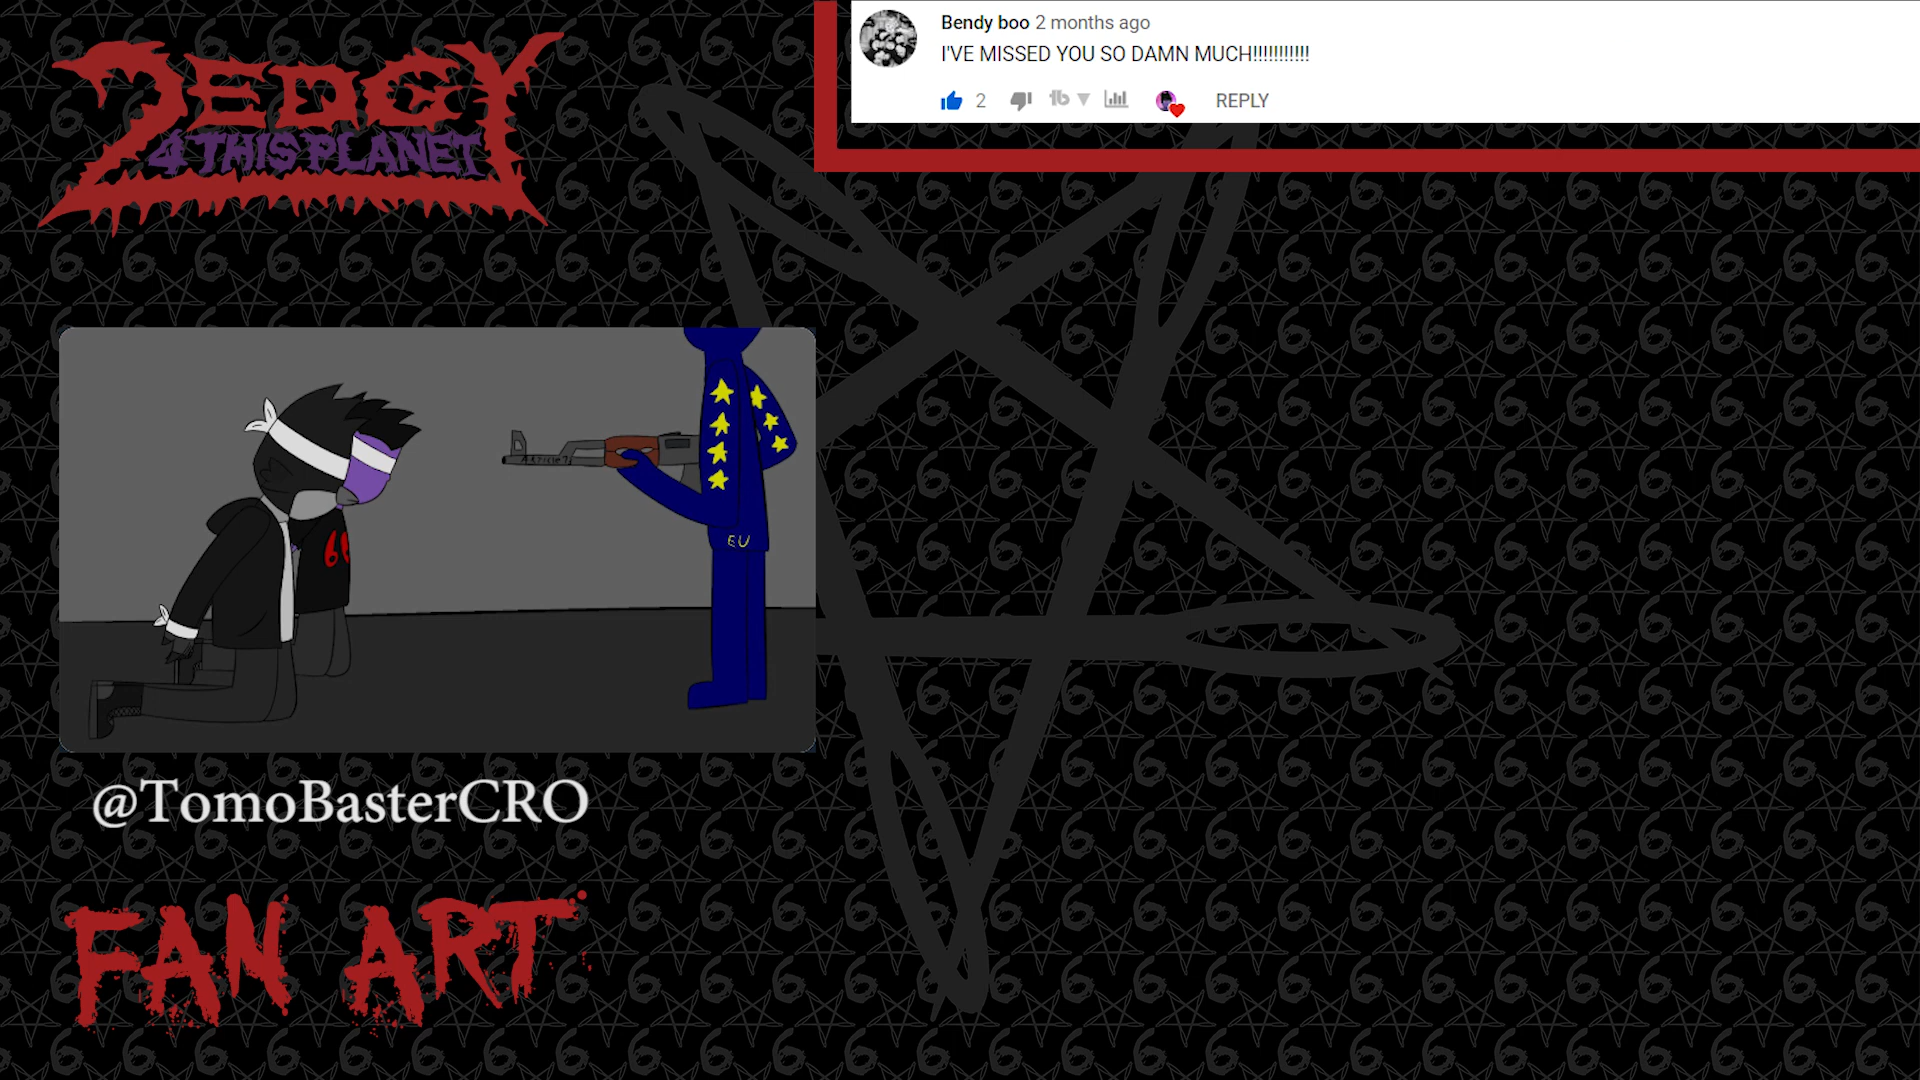 2EDGY
4 THIS PLANET
Bendy boo 2 months ago
I'VE MISSED YOU SO DAMN MUCH!!!!!!!!!!!
2
REPLY
EU
@TomoBasterCRO
FAN ART